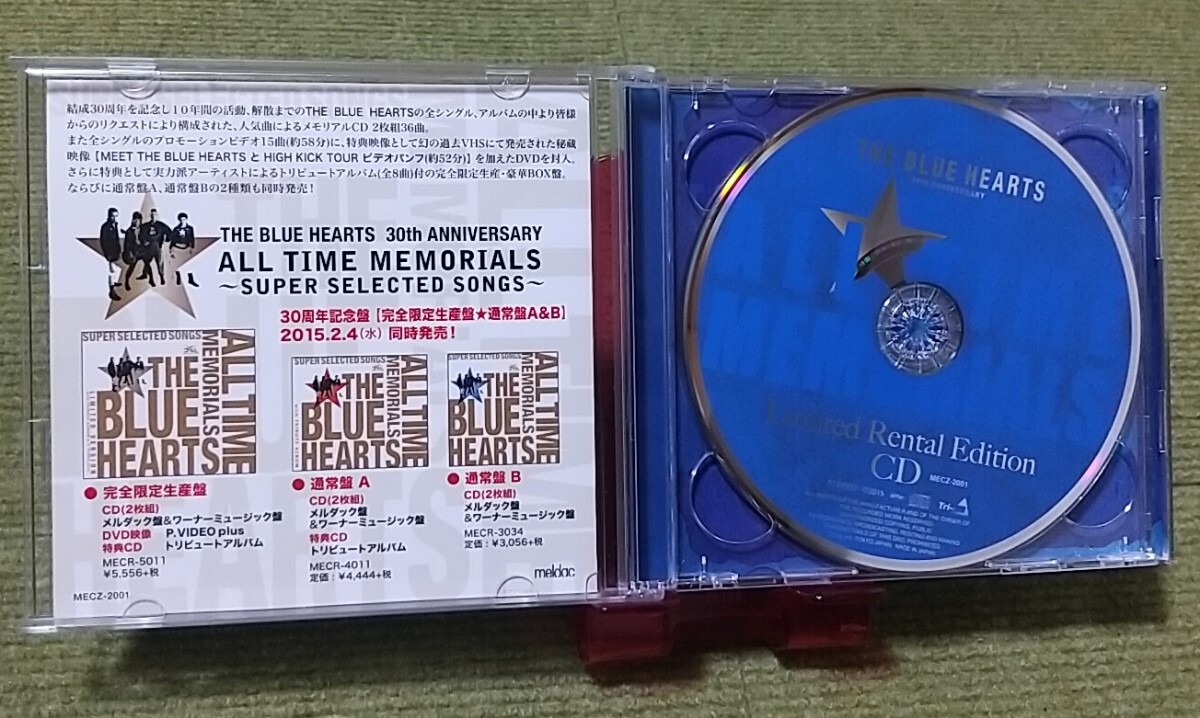 結成30周年を記念し10年間の活動、解散までのTHE BLUE HEARTSの全シングル、アルバムの中より皆様
からのリクエストにより構成された、人気曲によるメモリアルCD 2枚組36曲。
また全シングルのプロモーションビデオ15曲(約58分)に、特典映像として幻の過去VHSにて発売された秘蔵
映像【MEET THE BLUE HEARTS と HIGH KICK TOUR ビデオパンフ(約52分)】を加えたDVDを封入。
さらに特典として実力派アーティストによるトリビュートアルバム(全8曲)付の完全限定生産・豪華BOX盤。
ならびに通常盤A、通常盤Bの2種類も同時発売!
THE BLUE HEARTS 30th ANNIVERSARY
ALL TIME MEMORIALS
~SUPER SELECTED SONGS~
30周年記念盤【完全限定生産盤★通常盤A&B】
2015.2.4(水) 同時発売!
SUPER SELECTED SONGS
THE
BLUE
HEARTS
ALL TIME
MEMORIALS
LIMITED VERSION
● 完全限定生産盤
CD(2枚組)
メルダック盤&ワーナーミュージック盤
DVD映像 P.VIDEO plus
特典CD トリビュートアルバム
MECR-5011
¥5,556+税
SUPER SELECTED SONGS
THE
BLUE
HEARTS
ALL TIME
MEMORIALS
● 通常盤 A
CD(2枚組)
メルダック盤
&ワーナーミュージック盤
特典CD
トリビュートアルバム
MECR-4011
定価:¥4,444+税
SUPER SELECTED SONGS
THE
BLUE
HEARTS
ALL TIME
MEMORIALS
● 通常盤 B
CD(2枚組)
メルダック盤
&ワーナーミュージック盤
MECR-3034
定価:¥3,056+税
meldac
MECZ-2001
THE BLUE HEARTS
30th ANNIVERSARY
Limited Rental Edition
CD
MECZ-2001